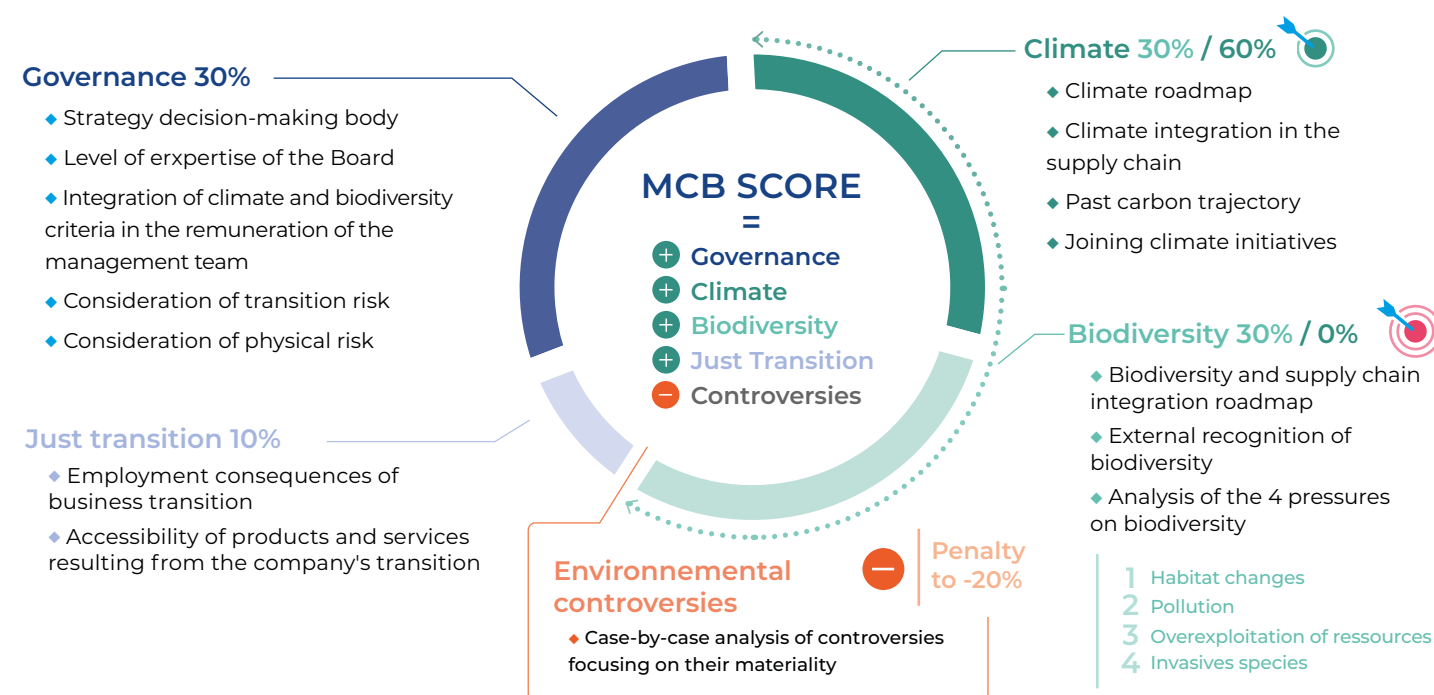 Governance 30%
◆ Strategy decision-making body
◆ Level of erxpertise of the Board
◆ Integration of climate and biodiversity
criteria in the remuneration of the
management team
◆ Consideration of transition risk
◆ Consideration of physical risk
Just transition 10%
◆ Employment consequences of
business transition
◆ Accessibility of products and services
resulting from the company's transition
MCB SCORE
=
+ Governance
+ Climate
+ Biodiversity
+ Just Transition
− Controversies
Environnemental
controversies
◆ Case-by-case analysis of controversies
focusing on their materiality
−
Penalty
to -20%
Climate 30% / 60%
◆ Climate roadmap
◆ Climate integration in the
supply chain
◆ Past carbon trajectory
◆ Joining climate initiatives
Biodiversity 30% / 0%
◆ Biodiversity and supply chain
integration roadmap
◆ External recognition of
biodiversity
◆ Analysis of the 4 pressures
on biodiversity
1 Habitat changes
2 Pollution
3 Overexploitation of ressources
4 Invasives species